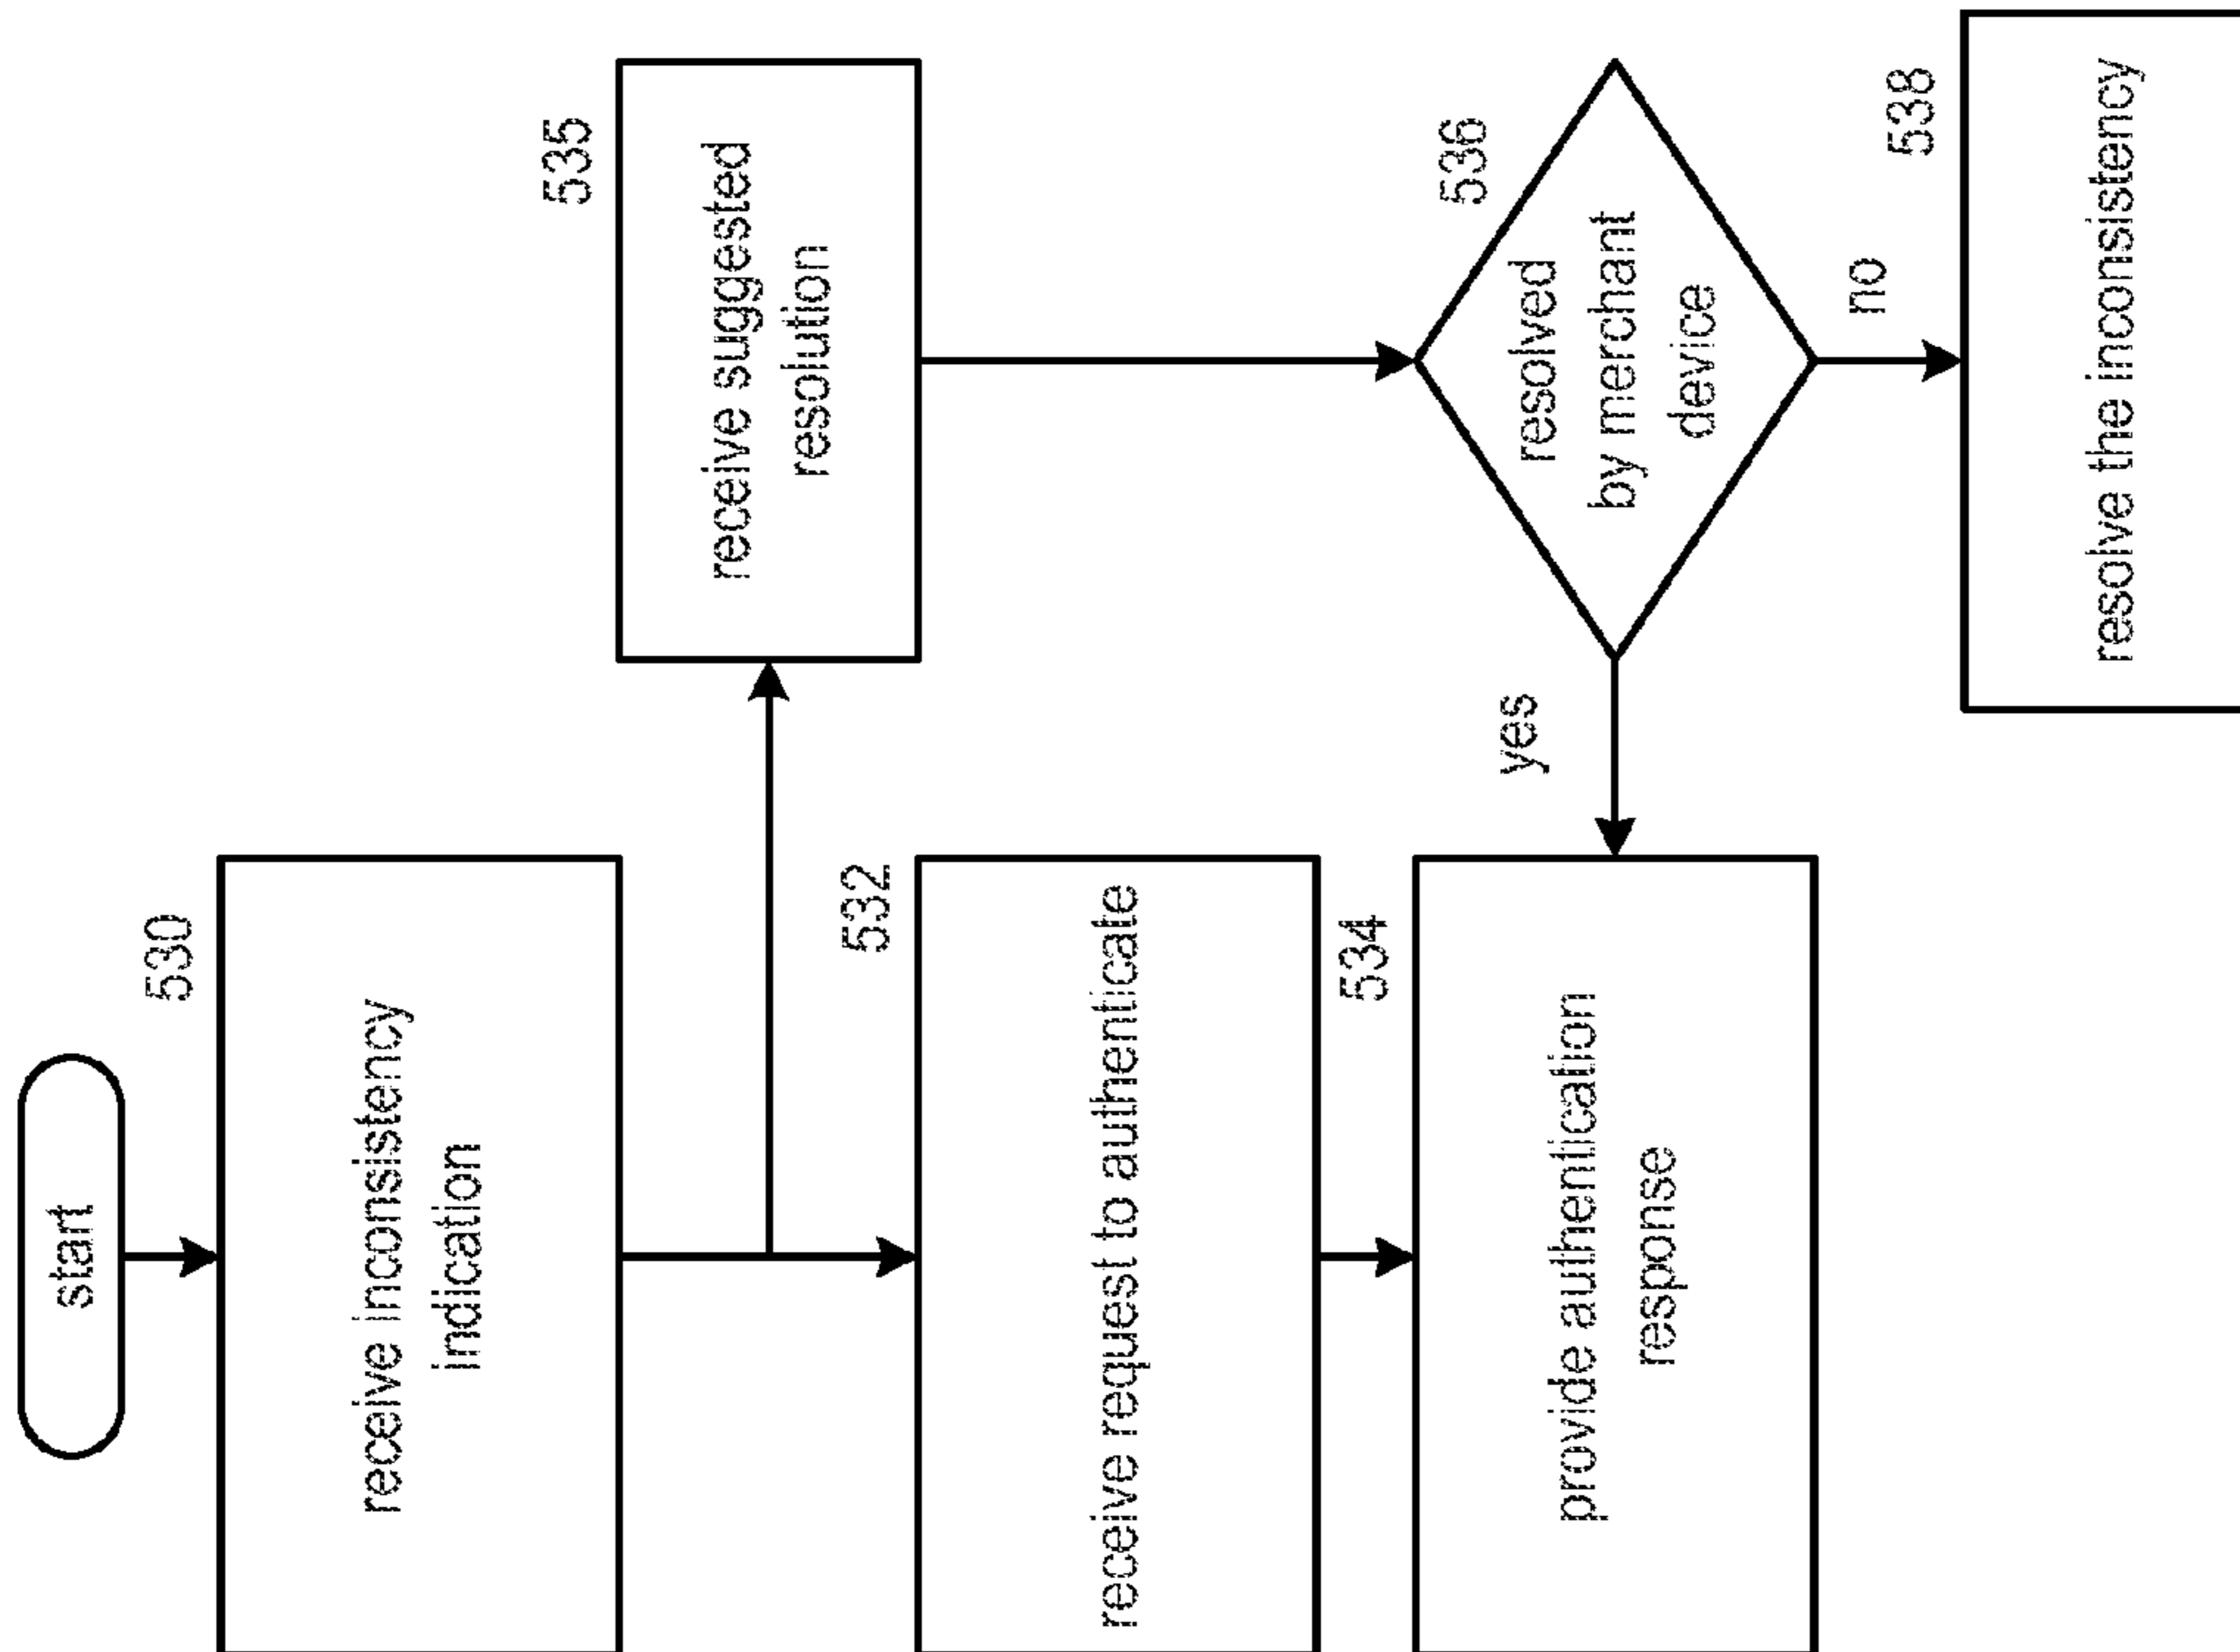 start
530
receive inconsistency
indication
535
receive suggested
resolution
532
receive request to authenticate
534
provide authentication
response
yes
536
resolved
by merchant
device
no
538
resolve the inconsistency